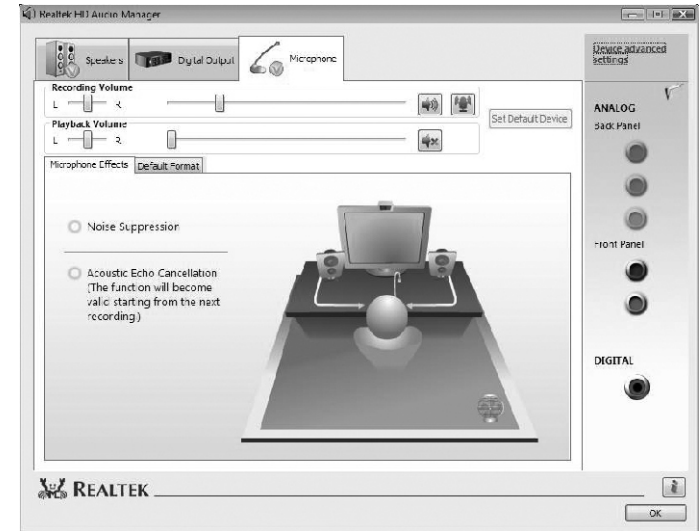 Realtek HD Audio Manager
Speakers
Digital Output
Microphone
Device advanced
settings
Recording Volume
L
R
Set Default Device
Playback Volume
L
R
Microphone Effects
Default Format
Noise Suppression
Acoustic Echo Cancellation
(The function will become
valid starting from the next
recording.)
ANALOG
Back Panel
Front Panel
DIGITAL
REALTEK
i
OK